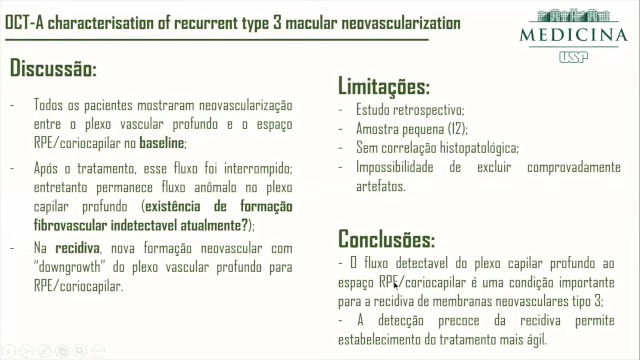 OCT-A characterisation of recurrent type 3 macular neovascularization
MEDICINA
USP
Discussão:
- Todos os pacientes mostraram neovascularização
entre o plexo vascular profundo e o espaço
RPE/coriocapilar no baseline;
- Após o tratamento, esse fluxo foi interrompido;
entretanto permanece fluxo anômalo no plexo
capilar profundo (existência de formação
fibrovascular indetectavel atualmente?);
- Na recidiva, nova formação neovascular com
“downgrowth” do plexo vascular profundo para
RPE/coriocapilar.
Limitações:
- Estudo retrospectivo;
- Amostra pequena (12);
- Sem correlação histopatológica;
- Impossibilidade de excluir comprovadamente
artefatos.
Conclusões:
- O fluxo detectavel do plexo capilar profundo ao
espaço RPE/coriocapilar é uma condição importante
para a recidiva de membranas neovasculares tipo 3;
- A detecção precoce da recidiva permite
estabelecimento do tratamento mais ágil.